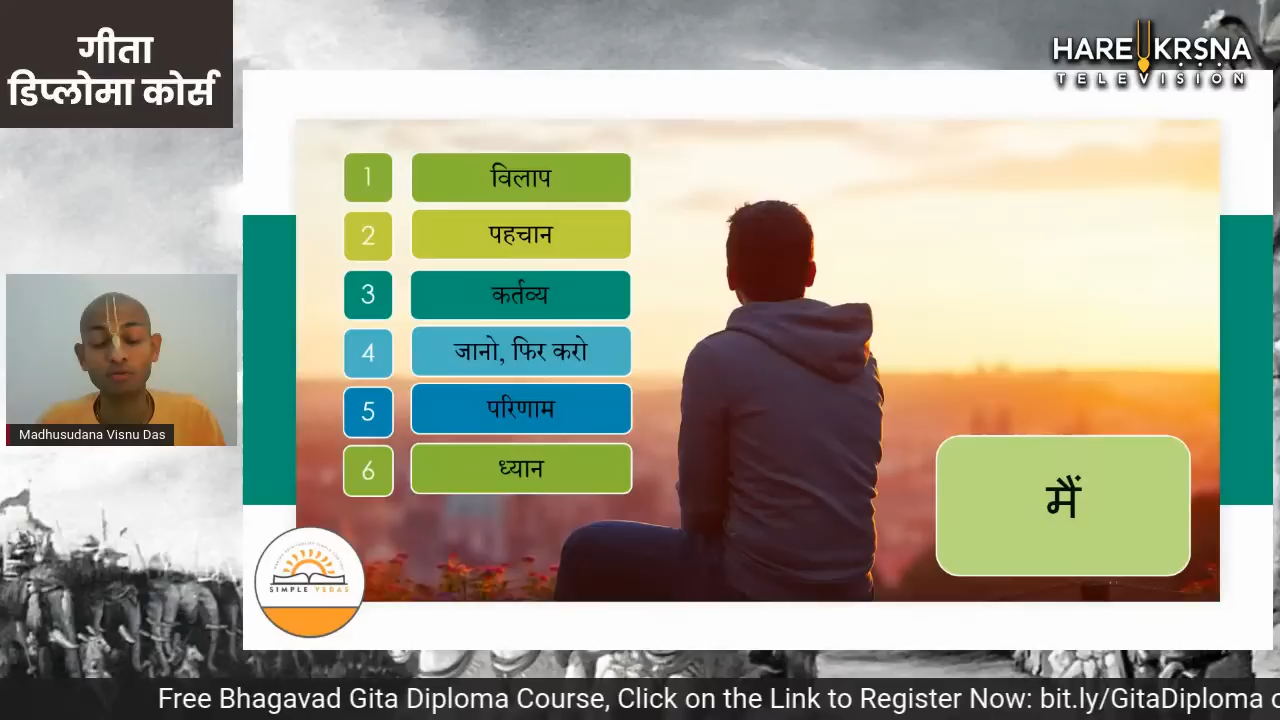 गीता
डिप्लोमा कोर्स
HARE KRSNA
TELEVISION
1 विलाप
2 पहचान
3 कर्तव्य
4 जानो, फिर करो
5 परिणाम
6 ध्यान
मैं
Madhusudana Visnu Das
SIMPLE VEDAS
Free Bhagavad Gita Diploma Course, Click on the Link to Register Now: bit.ly/GitaDiploma